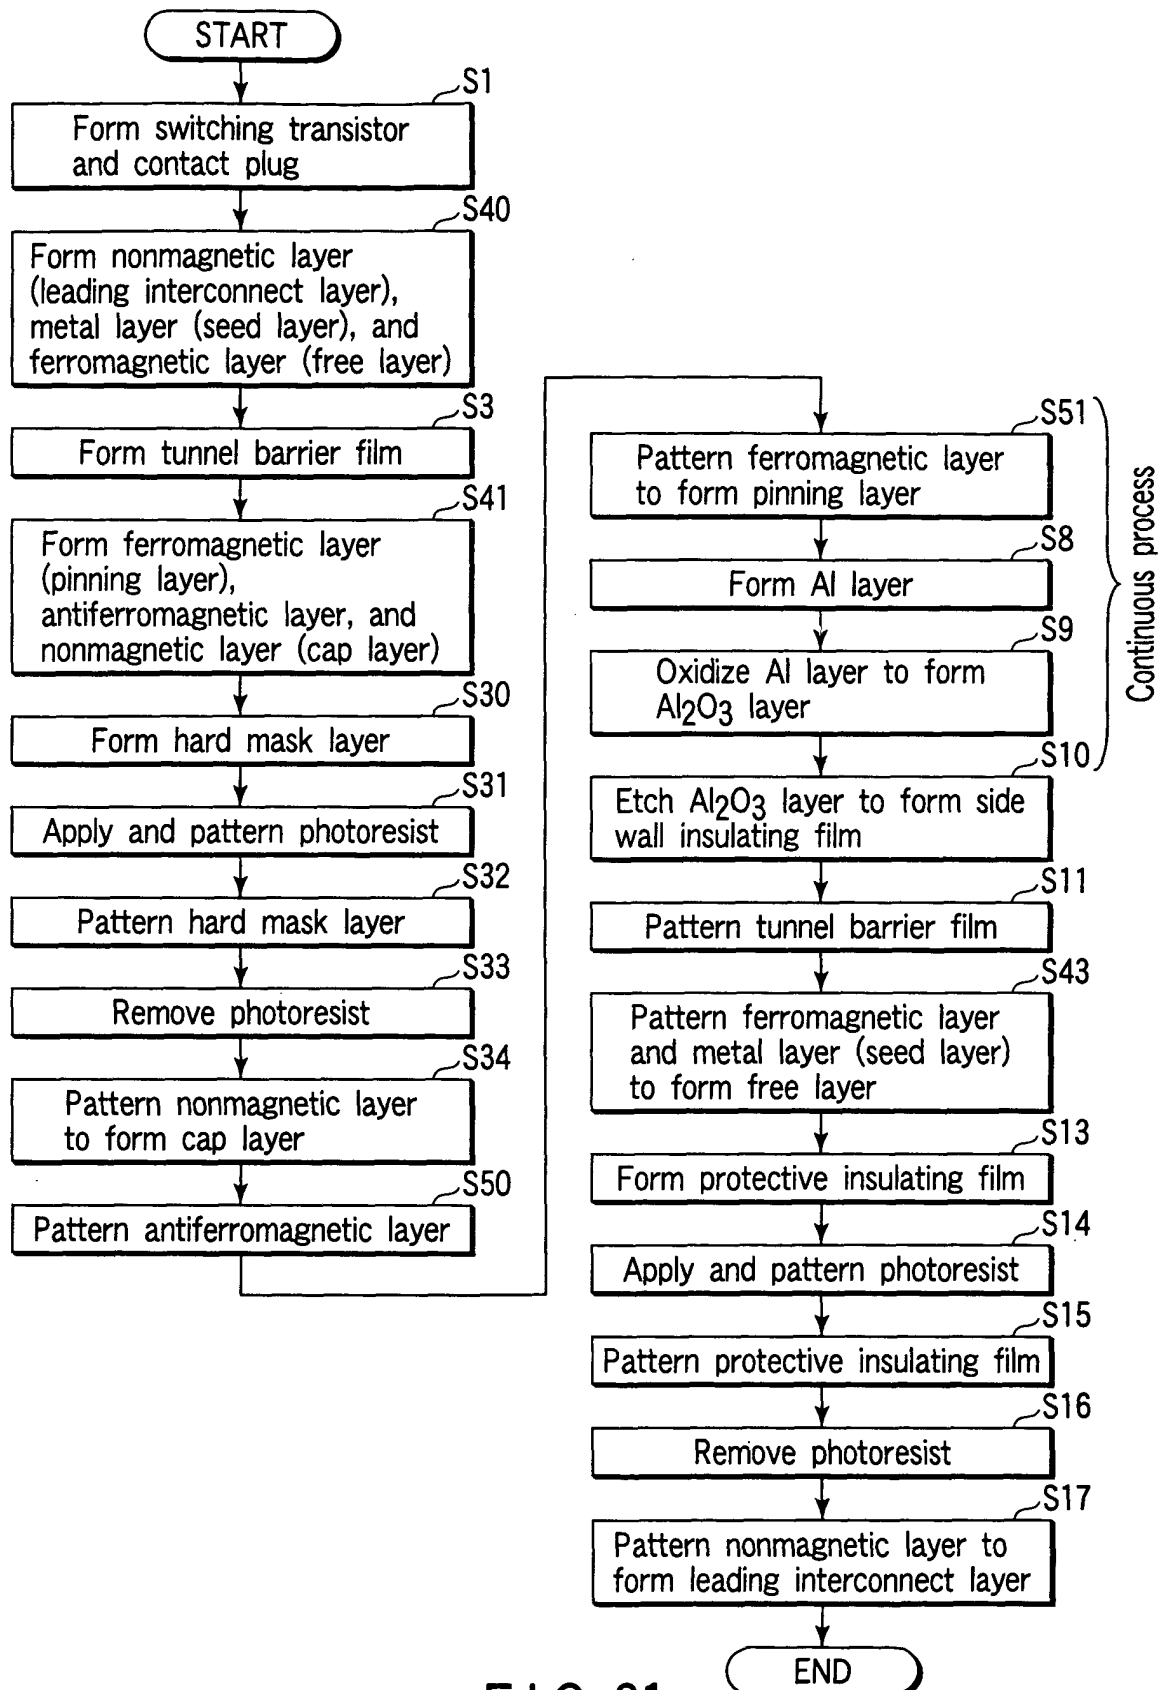 START
S1
Form switching transistor
and contact plug
S40
Form nonmagnetic layer
(leading interconnect layer),
metal layer (seed layer), and
ferromagnetic layer (free layer)
S3
Form tunnel barrier film
S41
Form ferromagnetic layer
(pinning layer),
antiferromagnetic layer, and
nonmagnetic layer (cap layer)
S30
Form hard mask layer
S31
Apply and pattern photoresist
S32
Pattern hard mask layer
S33
Remove photoresist
S34
Pattern nonmagnetic layer
to form cap layer
S50
Pattern antiferromagnetic layer
S51
Pattern ferromagnetic layer
to form pinning layer
S8
Form Al layer
S9
Oxidize Al layer to form
Al2O3 layer
Continuous process
S10
Etch Al2O3 layer to form side
wall insulating film
S11
Pattern tunnel barrier film
S43
Pattern ferromagnetic layer
and metal layer (seed layer)
to form free layer
S13
Form protective insulating film
S14
Apply and pattern photoresist
S15
Pattern protective insulating film
S16
Remove photoresist
S17
Pattern nonmagnetic layer to
form leading interconnect layer
END